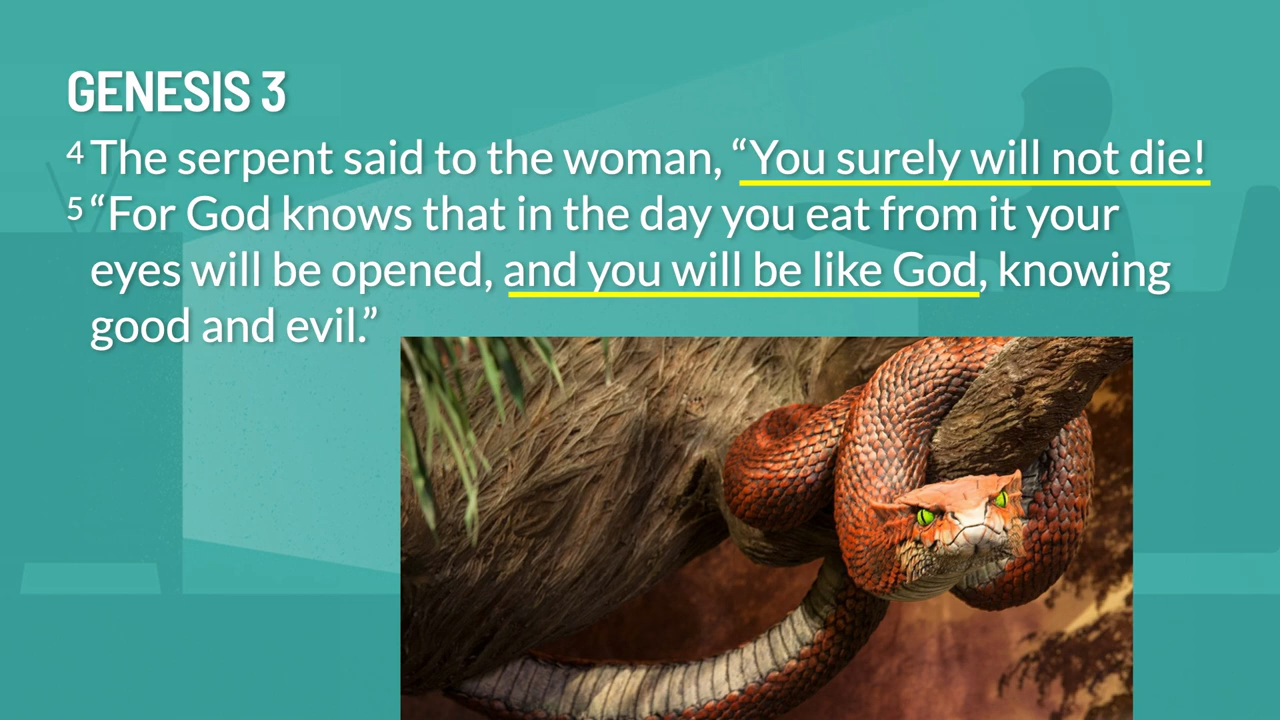 GENESIS 3
4 The serpent said to the woman, “You surely will not die!
5 “For God knows that in the day you eat from it your
eyes will be opened, and you will be like God, knowing
good and evil.”